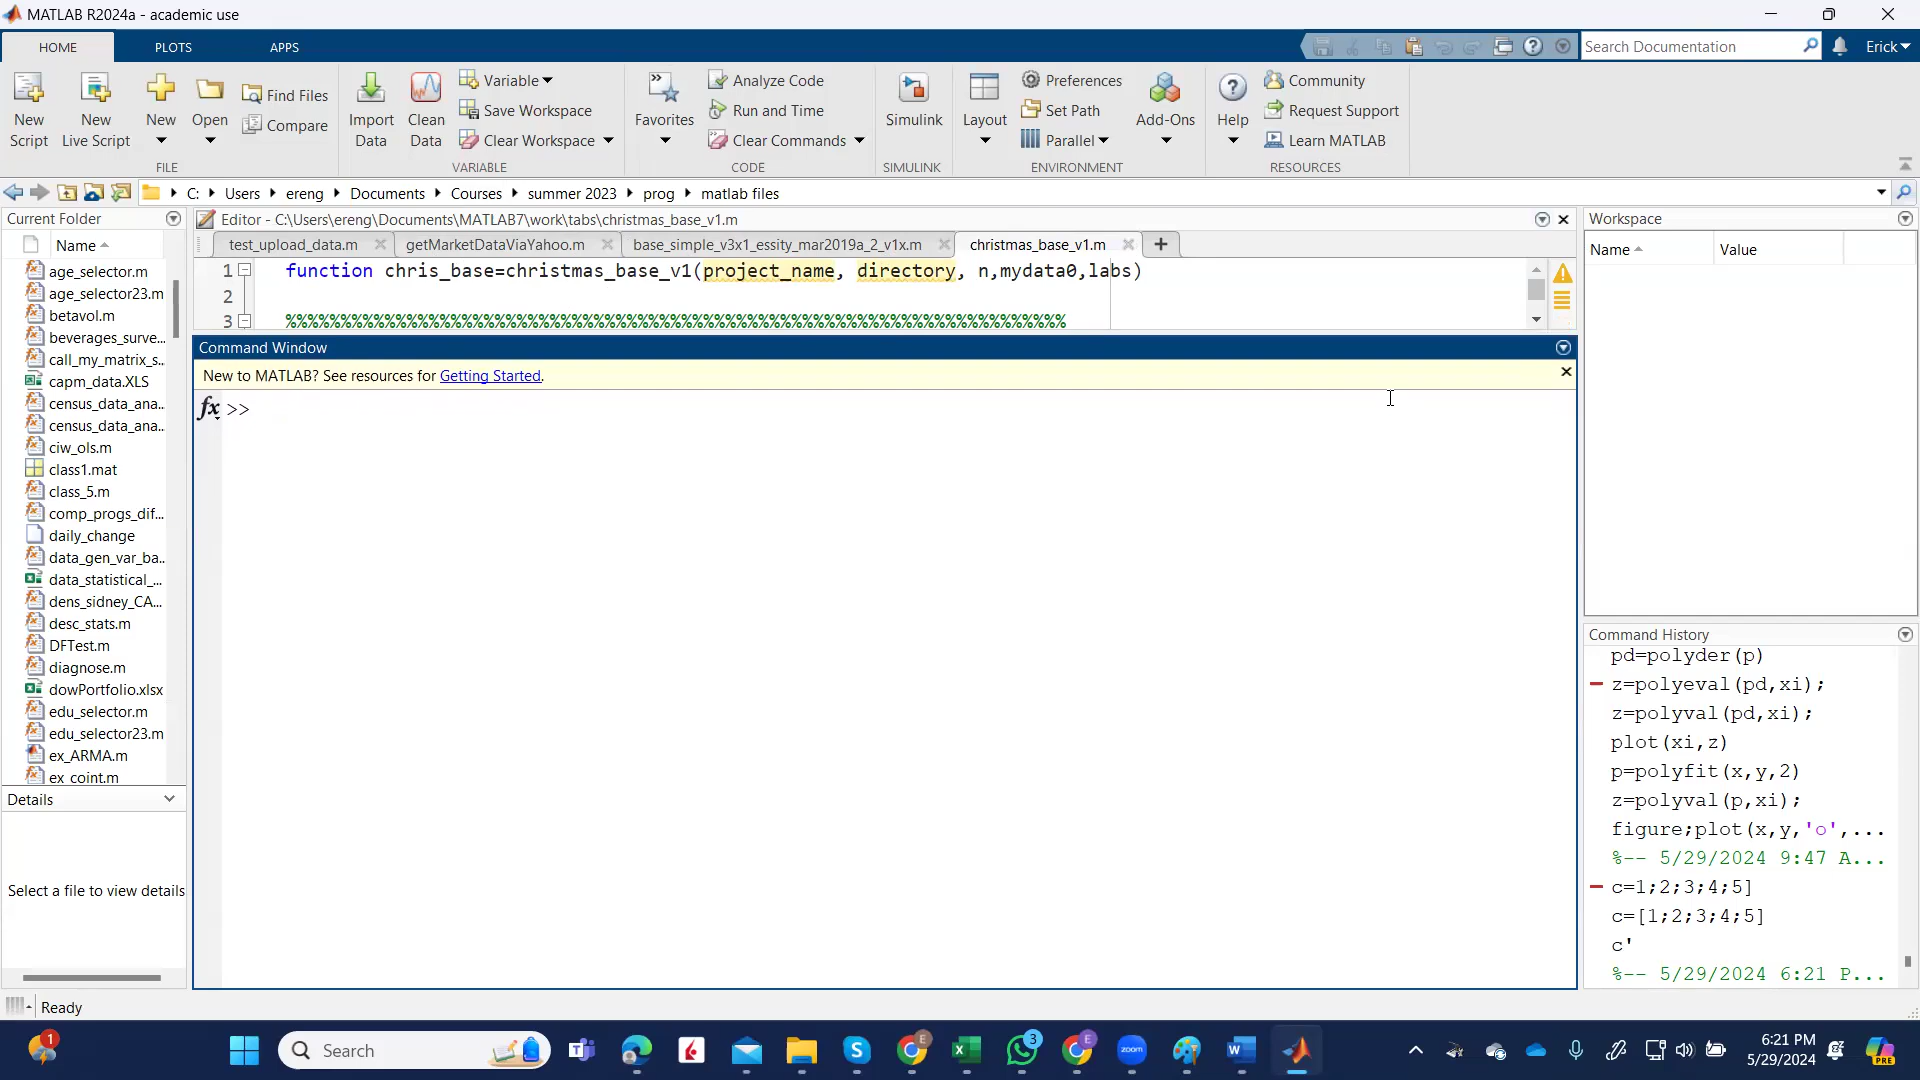 MATLAB R2024a - academic use
HOME PLOTS APPS
Search Documentation
Erick
New Script
New Live Script
New
Open
Find Files
Compare
FILE
Import Data
Clean Data
Variable
Save Workspace
Clear Workspace
VARIABLE
Favorites
Analyze Code
Run and Time
Clear Commands
CODE
Simulink
SIMULINK
Layout
Preferences
Set Path
Parallel
Add-Ons
ENVIRONMENT
Help
Community
Request Support
Learn MATLAB
RESOURCES
C: Users ereng Documents Courses summer 2023 prog matlab files
Current Folder
Name
age_selector.m
age_selector23.m
betavol.m
beverages_surve...
call_my_matrix_s...
capm_data.XLS
census_data_ana...
census_data_ana...
ciw_ols.m
class1.mat
class_5.m
comp_progs_dif...
daily_change
data_gen_var_ba...
data_statistical_...
dens_sidney_CA...
desc_stats.m
DFTest.m
diagnose.m
dowPortfolio.xlsx
edu_selector.m
edu_selector23.m
ex_ARMA.m
ex_coint.m
Details
Select a file to view details
Editor - C:\Users\ereng\Documents\MATLAB7\work\tabs\christmas_base_v1.m
test_upload_data.m getMarketDataViaYahoo.m base_simple_v3x1_essity_mar2019a_2_v1x.m christmas_base_v1.m
1 function chris_base=christmas_base_v1(project_name, directory, n,mydata0,labs)
2
3 %%%%%%%%%%%%%%%%%%%%%%%%%%%%%%%%%%%%%%%%%%%%%%%%%%%%%%%%%%%%%%%%%%%%%%%
Command Window
New to MATLAB? See resources for Getting Started.
fx >>
Workspace
Name Value
Command History
pd=polyder(p)
z=polyeval(pd,xi);
z=polyval(pd,xi);
plot(xi,z)
p=polyfit(x,y,2)
z=polyval(p,xi);
figure;plot(x,y,'o',...
%-- 5/29/2024 9:47 A...
c=1;2;3;4;5]
c=[1;2;3;4;5]
c'
%-- 5/29/2024 6:21 P...
Ready
1
Search
E
3
E
zoom
6:21 PM
5/29/2024
PRE